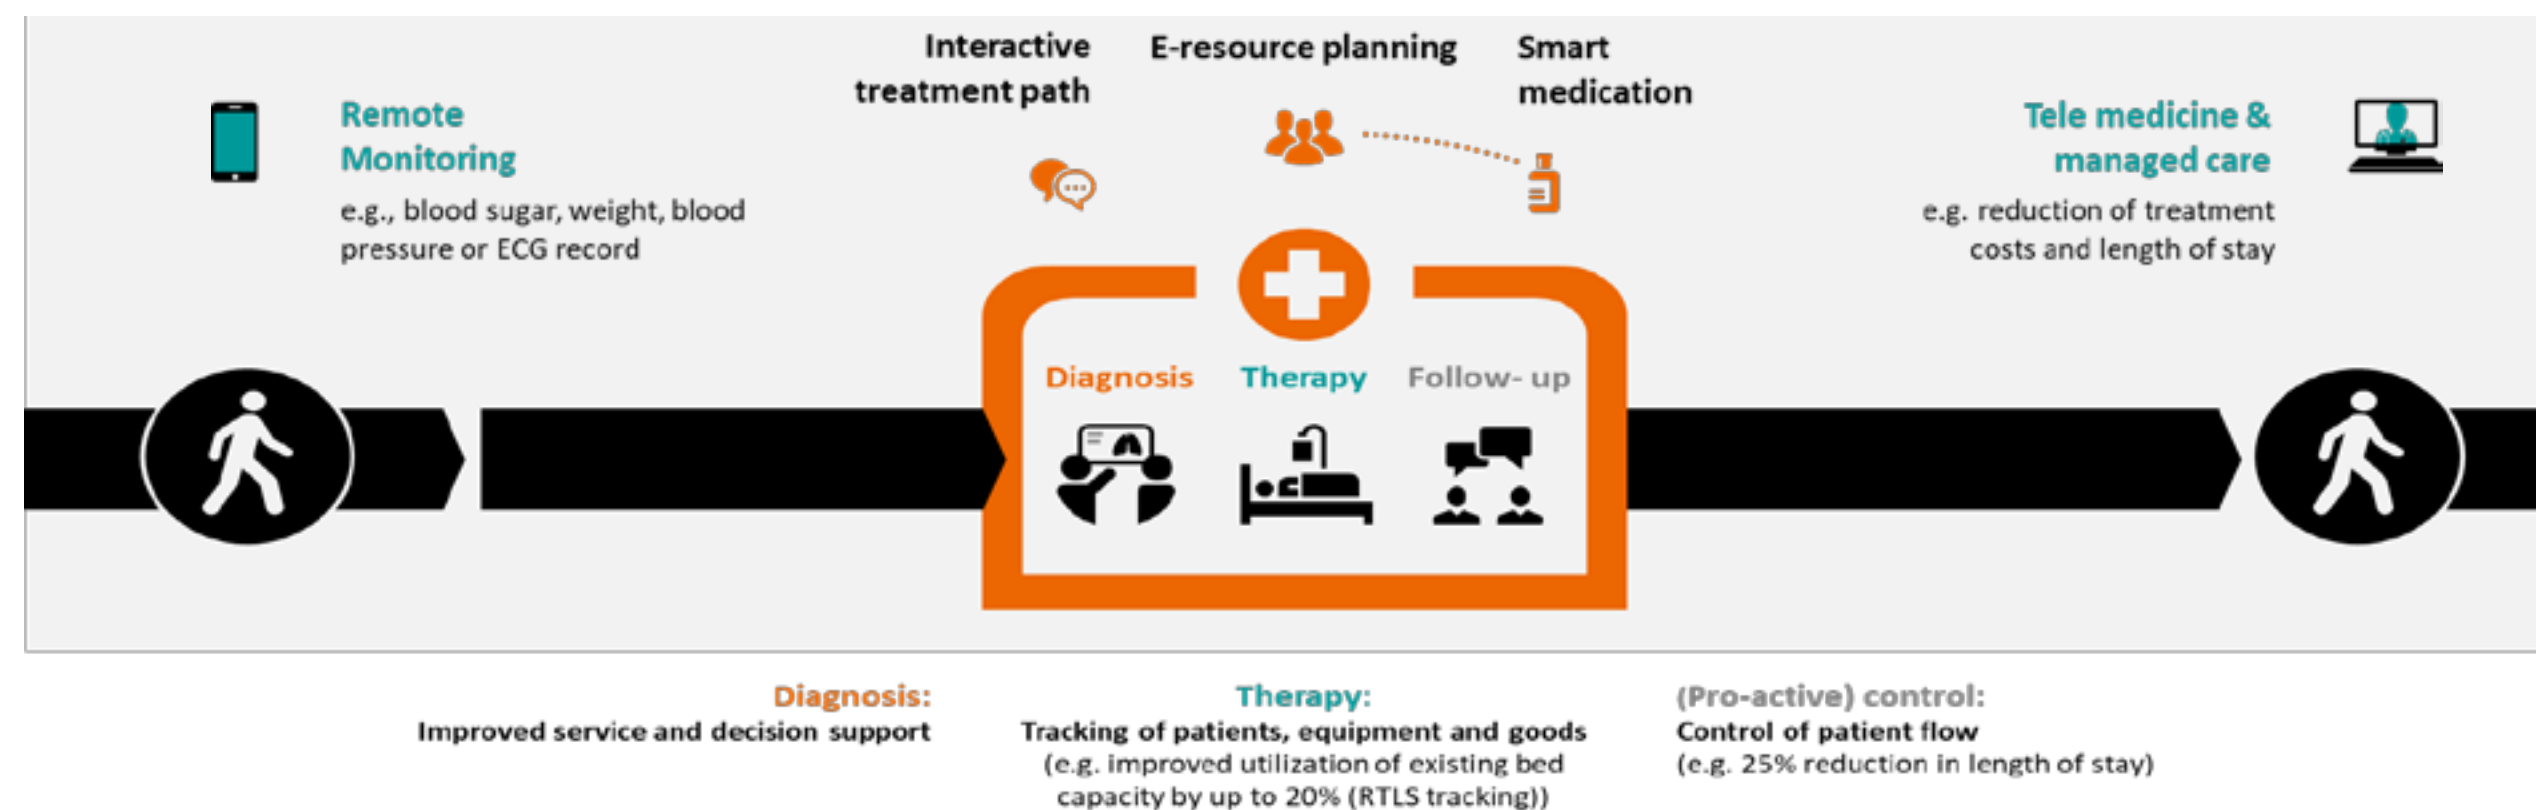 Interactive
treatment path
E-resource planning
Smart
medication
Remote
Monitoring
e.g., blood sugar, weight, blood
pressure or ECG record
Tele medicine &
managed care
e.g. reduction of treatment
costs and length of stay
Diagnosis
Therapy
Follow- up
Diagnosis:
Improved service and decision support
Therapy:
Tracking of patients, equipment and goods
(e.g. improved utilization of existing bed
capacity by up to 20% (RTLS tracking))
(Pro-active) control:
Control of patient flow
(e.g. 25% reduction in length of stay)